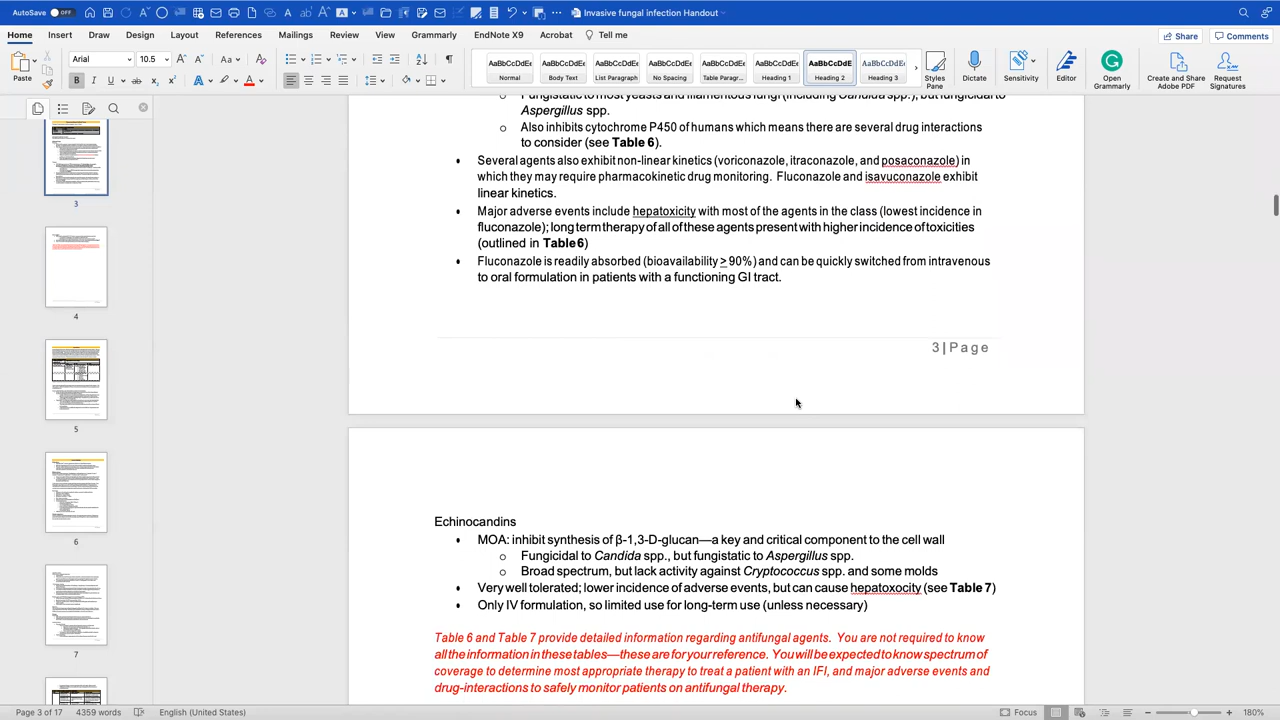 AutoSave OFF Invasive fungal infection Handout
Home Insert Draw Design Layout References Mailings Review View Grammarly EndNote X9 Acrobat Tell me Share Comments
Arial 10.5
Paste
AaBbCcDdEe AaBbCcDdEe AaBbCcDdEe AaBbCcDdEe AaBbCcDdEe AaBbCcDdEe AaBbCcDdE AaBbCcDdE
Normal Body Text List Paragraph No Spacing Table Paragr... Heading 1 Heading 2 Heading 3
Styles Pane Dictate Sensitivity Editor Open Grammarly Create and Share Adobe PDF Request Signatures
Fungistatic to most yeasts and filamentous fungi (including Candida spp.), but fungicidal to
Aspergillus spp.
Also inhibits cytochrome P450 of humans which means there are several drug interactions
to consider (see Table 6).
Several agents also exhibit non-linear kinetics (voriconazole, itraconazole, and posaconazole) in
which they may require pharmacokinetic drug monitoring. Fluconazole and isavuconazole exhibit
linear kinetics.
Major adverse events include hepatoxicity with most of the agents in the class (lowest incidence in
fluconazole); long term therapy of all of these agents present with higher incidence of toxicities
(outlined in Table 6)
Fluconazole is readily absorbed (bioavailability > 90%) and can be quickly switched from intravenous
to oral formulation in patients with a functioning GI tract.
3 | Page
Echinocandins
MOA: inhibit synthesis of β-1,3-D-glucan—a key and critical component to the cell wall
Fungicidal to Candida spp., but fungistatic to Aspergillus spp.
Broad spectrum, but lack activity against Cryptococcus spp. and some molds
Very well tolerated; lower incidence of adverse events, but can cause hepatoxocity (see Table 7)
Only IV formulation, so limited use for long-term use (unless necessary)
Table 6 and Table 7 provide detailed information regarding antifungal agents. You are not required to know
all the information in these tables—these are for your reference. You will be expected to know spectrum of
coverage to determine most appropriate therapy to treat a patient with an IFI, and major adverse events and
drug-interactions to safely monitor patients on antifungal therapy.
3
4
5
6
7
Page 3 of 17 4359 words English (United States) Focus 180%